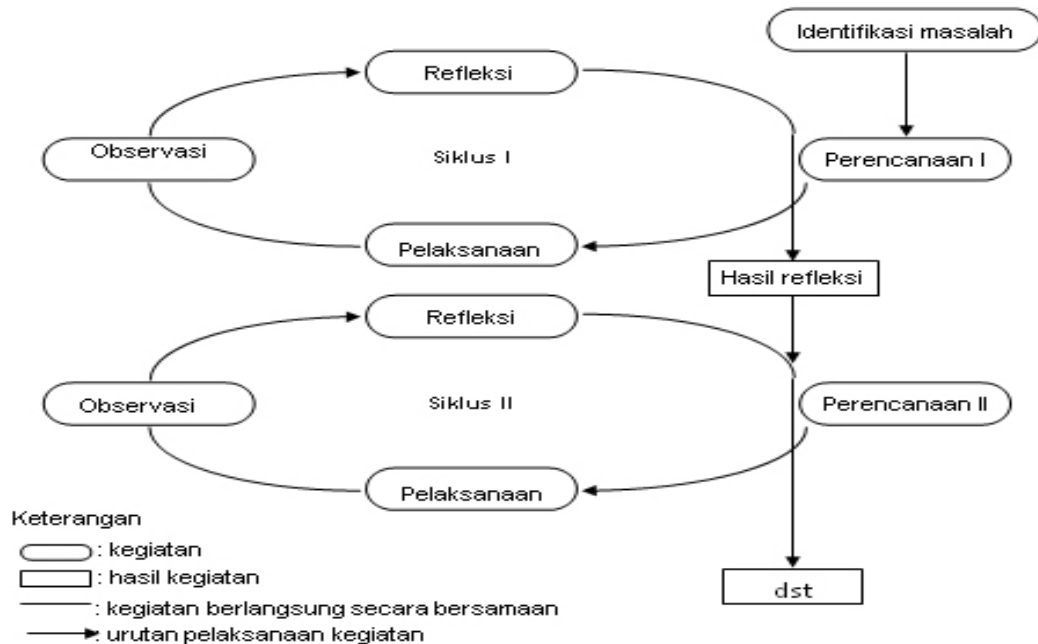 Identifikasi masalah
Refleksi
Observasi
Siklus I
Perencanaan I
Pelaksanaan
Hasil refleksi
Refleksi
Observasi
Siklus II
Perencanaan II
Pelaksanaan
Keterangan
: kegiatan
: hasil kegiatan
: kegiatan berlangsung secara bersamaan
: urutan pelaksanaan kegiatan
dst